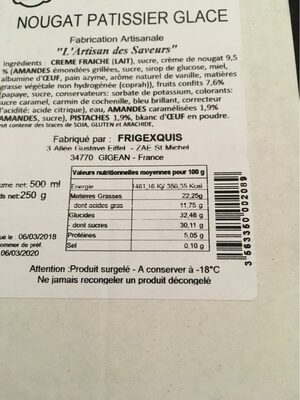 NOUGAT PATISSIER GLACE
Fabrication Artisanale
"L'Artisan des Saveurs"
Ingrédients : CREME FRAICHE (LAIT), sucre, crème de nougat 9,5
% (AMANDES émondées grillées, sucre, sirop de glucose, miel,
albumine d'ŒUF, pain azyme, arôme naturel de vanille, matières
grasse végétale non hydrogénée (coprah)), fruits confits 7,6%
(papaye, sucre, conservateurs: sorbate de potassium, colorants:
sucre caramel, carmin de cochenille, bleu brillant, correcteur
d'acidité: acide citrique), eau, AMANDES caramélisées 1,9%
(AMANDES, sucre), PISTACHES 1,9%, blanc d'ŒUF en poudre.
Peut contenir des traces de SOJA, GLUTEN et ARACHIDE.
Fabriqué par : FRIGEXQUIS
3 Allée Gustave Eiffel - ZAE St Michel
34770 GIGEAN - France
ume net: 500 ml
ds net:250 g
Valeurs nutritionnelles moyennes pour 100 g
Energie 1461,16 Kj/ 350,35 Kcal
Matières Grasses 22,25g
dont acides gras 11,75 g
Glucides 32,48 g
dont sucres 30,11 g
Protéines 5,05 g
Sel 0,10 g
ué le : 06/03/2018
ommer de préf.
06/03/2020
3 583350 002089
Attention :Produit surgelé - A conserver à -18°C
Ne jamais recongeler un produit décongelé